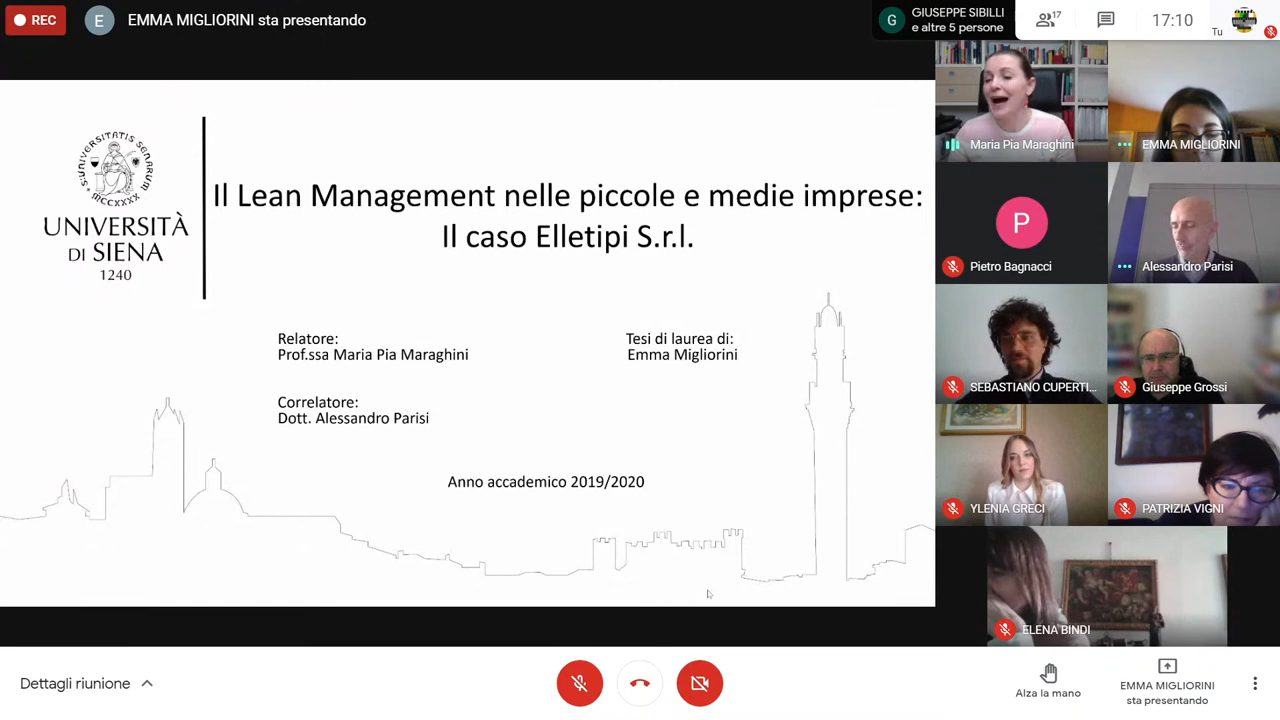 REC
E
EMMA MIGLIORINI sta presentando
G
GIUSEPPE SIBILLI
e altre 5 persone
17
17:10
Tu
Maria Pia Maraghini
EMMA MIGLIORINI
P
Pietro Bagnacci
Alessandro Parisi
SEBASTIANO CUPERTI...
Giuseppe Grossi
YLENIA GRECI
PATRIZIA VIGNI
ELENA BINDI
UNIVERSITÀ
DI SIENA
1240
Il Lean Management nelle piccole e medie imprese:
Il caso Elletipi S.r.l.
Relatore:
Prof.ssa Maria Pia Maraghini
Tesi di laurea di:
Emma Migliorini
Correlatore:
Dott. Alessandro Parisi
Anno accademico 2019/2020
Dettagli riunione
Alza la mano
EMMA MIGLIORINI
sta presentando